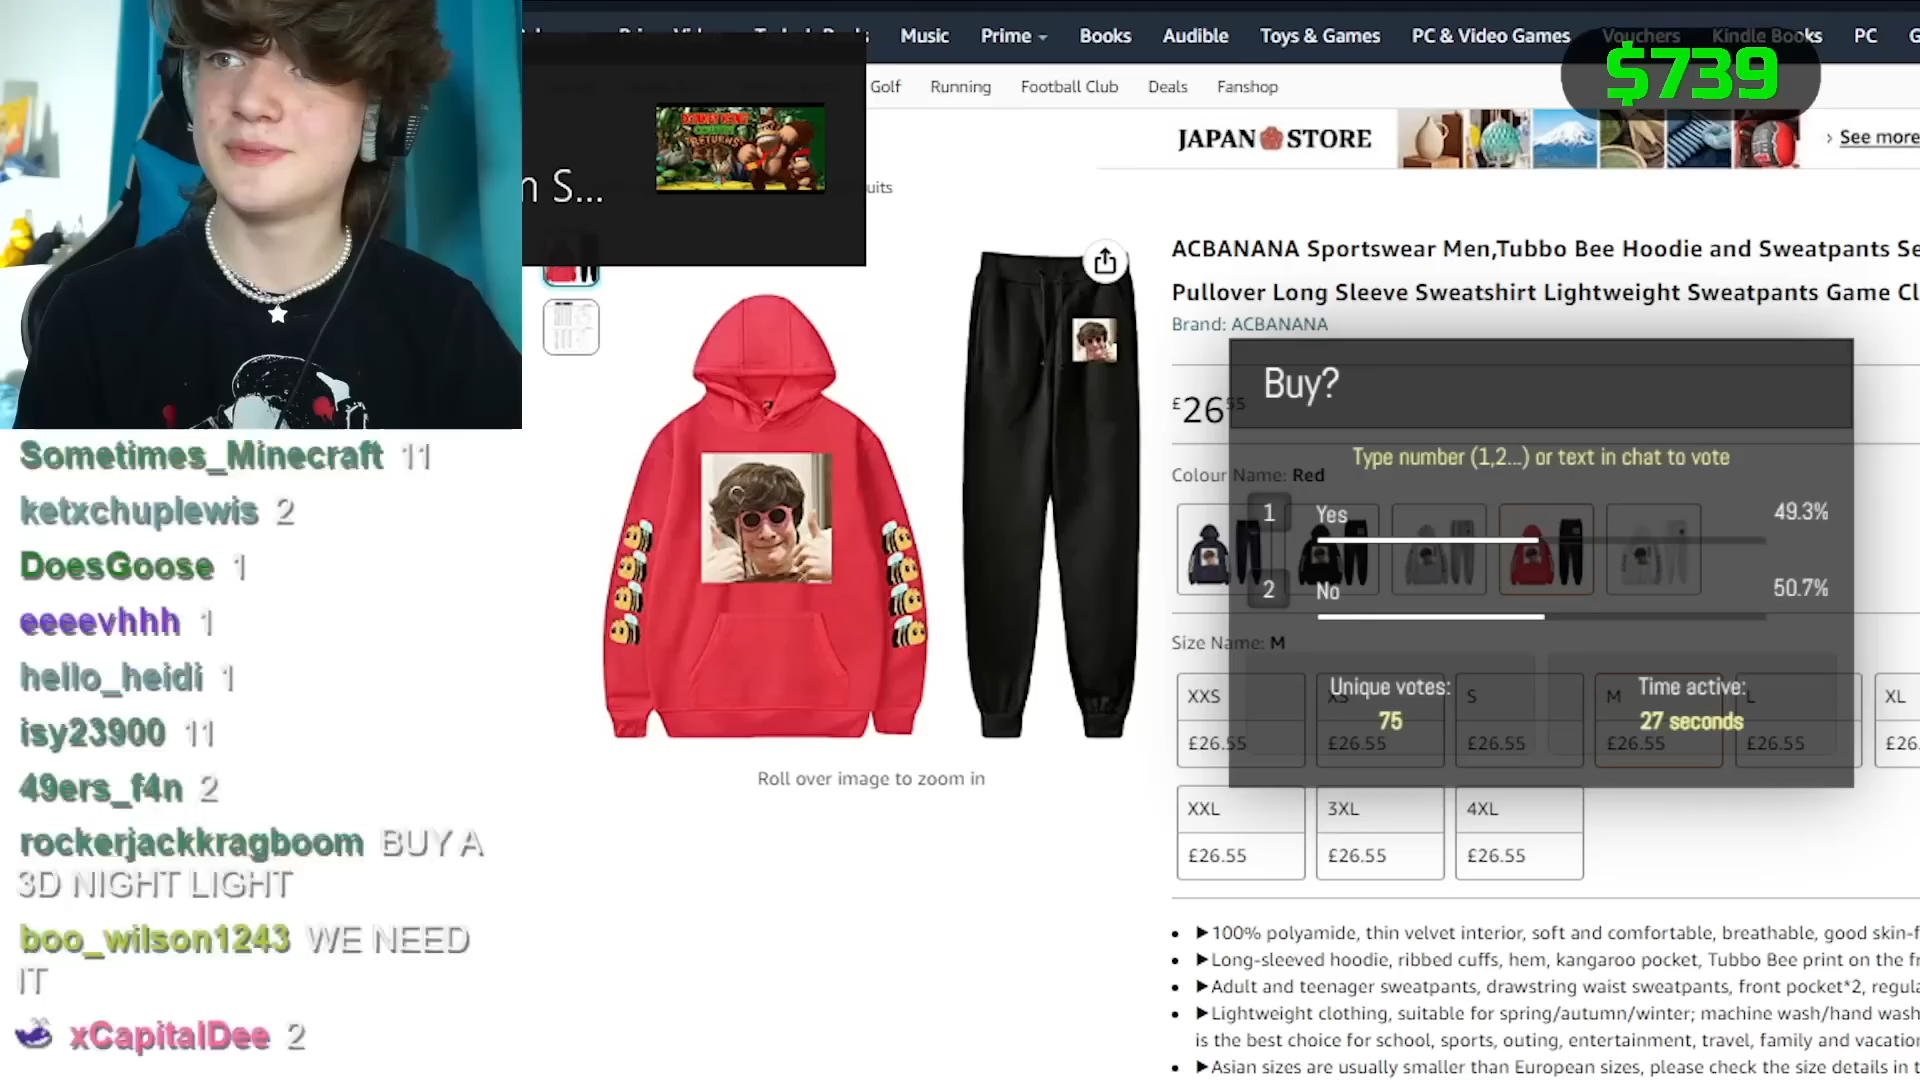 Music
Prime
Books
Audible
Toys & Games
PC & Video Games
Vouchers
Kindle Books
PC
$739
Golf
Running
Football Club
Deals
Fanshop
JAPAN STORE
See more
DONKEY KONG
COUNTRY
RETURNS
n S...
uits
ACBANANA Sportswear Men,Tubbo Bee Hoodie and Sweatpants Se
Pullover Long Sleeve Sweatshirt Lightweight Sweatpants Game Cl
Brand: ACBANANA
£26.55
Colour Name: Red
Buy?
Type number (1,2...) or text in chat to vote
1 Yes 49.3%
2 No 50.7%
Unique votes:
75
Time active:
27 seconds
Size Name: M
XXS
£26.55
XS
£26.55
S
£26.55
M
£26.55
L
£26.55
XL
£26.
XXL
£26.55
3XL
£26.55
4XL
£26.55
Roll over image to zoom in
►100% polyamide, thin velvet interior, soft and comfortable, breathable, good skin-f
►Long-sleeved hoodie, ribbed cuffs, hem, kangaroo pocket, Tubbo Bee print on the fr
►Adult and teenager sweatpants, drawstring waist sweatpants, front pocket*2, regula
►Lightweight clothing, suitable for spring/autumn/winter; machine wash/hand wash
is the best choice for school, sports, outing, entertainment, travel, family and vacation
►Asian sizes are usually smaller than European sizes, please check the size details in t
Sometimes_Minecraft 11
ketxchuplewis 2
DoesGoose 1
eeeevhhh 1
hello_heidi 1
isy23900 11
49ers_f4n 2
rockerjackkragboom BUY A
3D NIGHT LIGHT
boo_wilson1243 WE NEED
IT
xCapitalDee 2